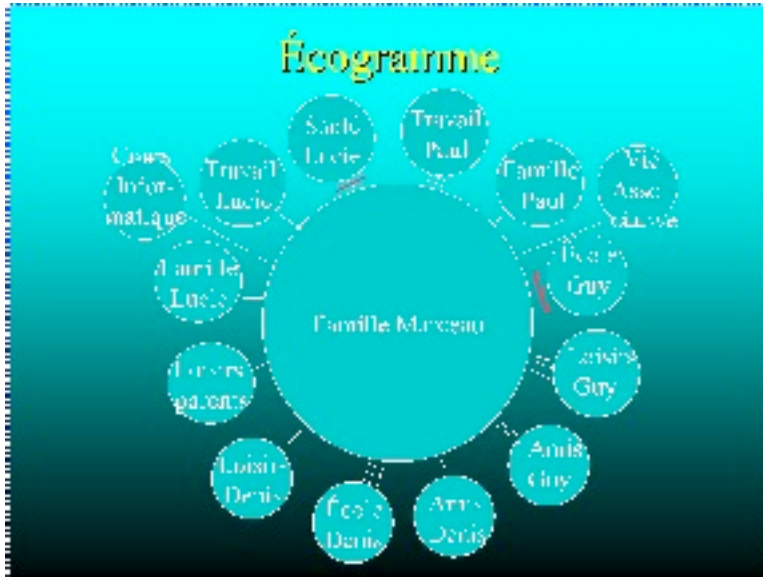 Écogramme
Santé
Lucie
Travail
Paul
Cours
Infor-
matique
Travail
Lucie
Famille
Paul
Vie
Asso
Famille
Lucie
École
Guy
Famille Marceau
Loisirs
parents
Loisirs
Guy
Loisir
Denis
École
Denis
Amis
Denis
Amis
Guy